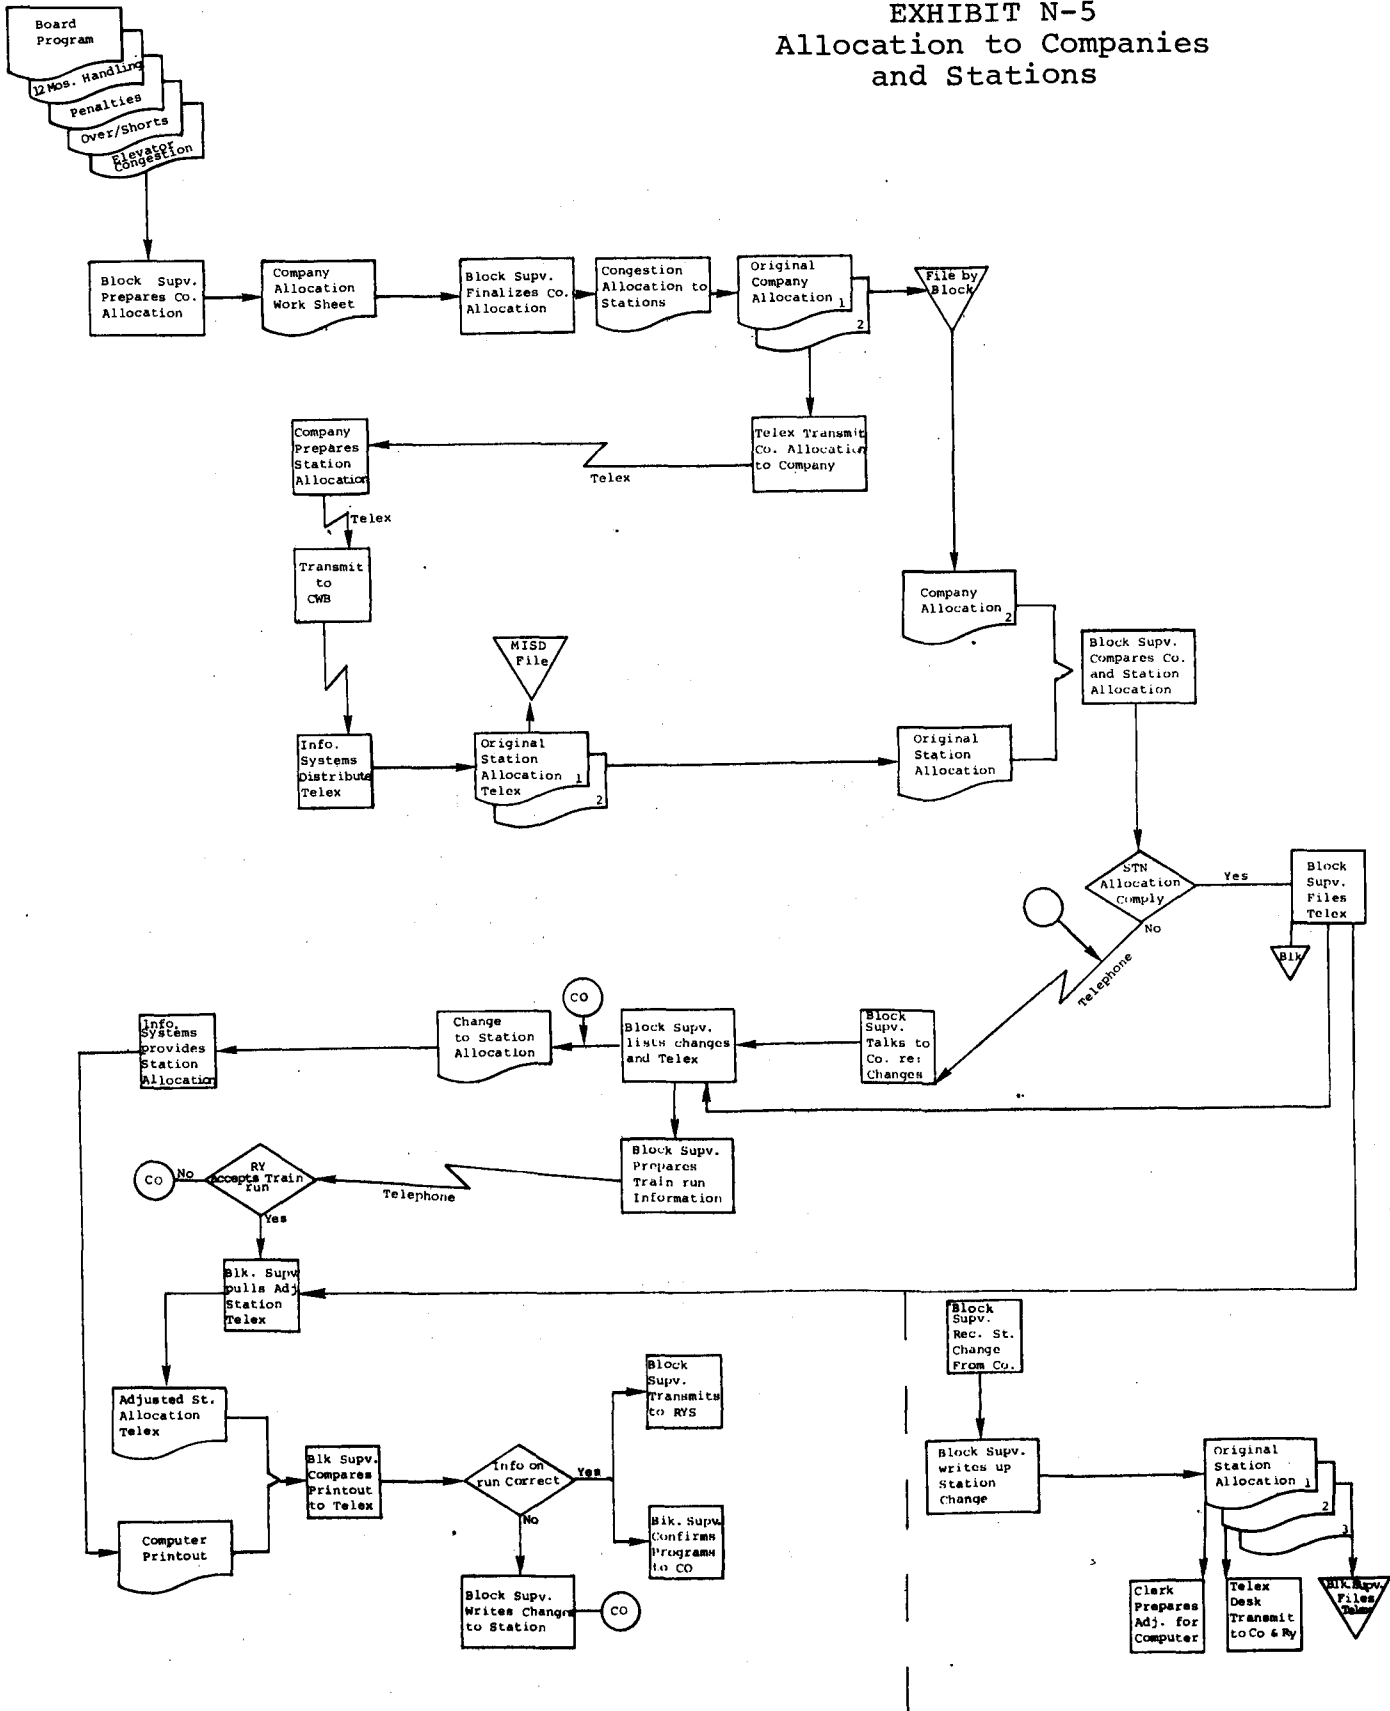 EXHIBIT N-5
Allocation to Companies
and Stations
Board
Program
12 Mos. Handling
Penalties
Over/Shorts
Elevator
Congestion
Block Supv.
Prepares Co.
Allocation
Company
Allocation
Work Sheet
Block Supv.
Finalizes Co.
Allocation
Congestion
Allocation to
Stations
Original
Company
Allocation 1
2
File by
Block
Company
Prepares
Station
Allocation
Telex
Telex Transmit
Co. Allocation
to Company
Telex
Transmit
to
CWB
Company
Allocation 2
Block Supv.
Compares Co.
and Station
Allocation
MISD
File
Info.
Systems
Distribute
Telex
Original
Station
Allocation 1
Telex
2
Original
Station
Allocation
STN
Allocation
Comply
Yes
No
Block
Supv.
Files
Telex
Blk
Telephone
CO
Info.
Systems
provides
Station
Allocation
Change
to Station
Allocation
Block Supv.
lists changes
and Telex
Block
Supv.
Talks to
Co. re:
Changes
Block Supv.
Prepares
Train run
Information
Telephone
RY
Accepts Train
run
No
CO
Yes
Blk. Supv
pulls Adj
Station
Telex
Block
Supv.
Rec. St.
Change
From Co.
Adjusted St.
Allocation
Telex
Block
Supv.
Transmits
to RYS
Blk Supv.
Compares
Printout
to Telex
Info on
run Correct
Yes
No
Block Supv.
writes up
Station
Change
Original
Station
Allocation 1
2
3
Computer
Printout
Blk. Supv
Confirms
Programs
to CO
Block Supv.
Writes Change
to Station
CO
Clerk
Prepares
Adj. for
Computer
Telex
Desk
Transmit
to Co & Ry
Blk.Supv.
Files
Telex